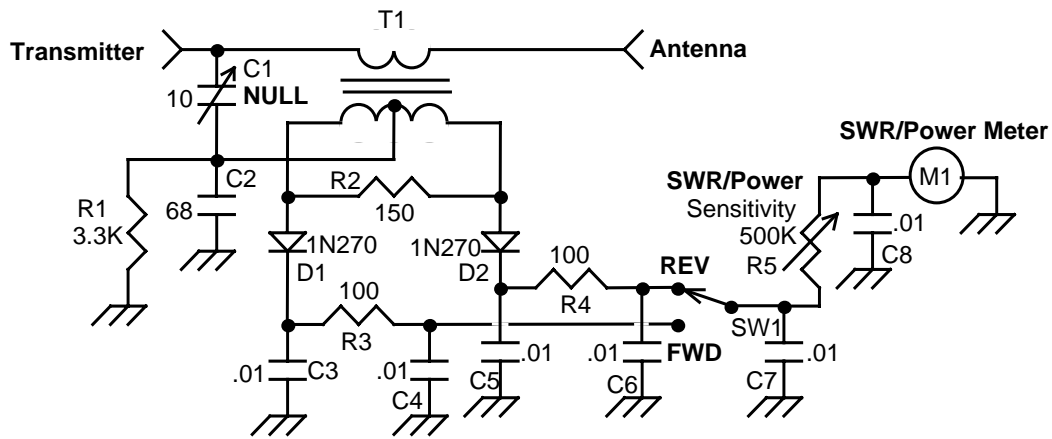 T1
Transmitter
Antenna
C1
10
NULL
SWR/Power Meter
C2
R2
SWR/Power
M1
R1
68
150
Sensitivity
3.3K
500K
.01
1N270
1N270
R5
C8
D1
D2
100
REV
100
R4
SW1
R3
FWD
.01
C3
.01
C4
.01
C5
.01
C6
.01
C7